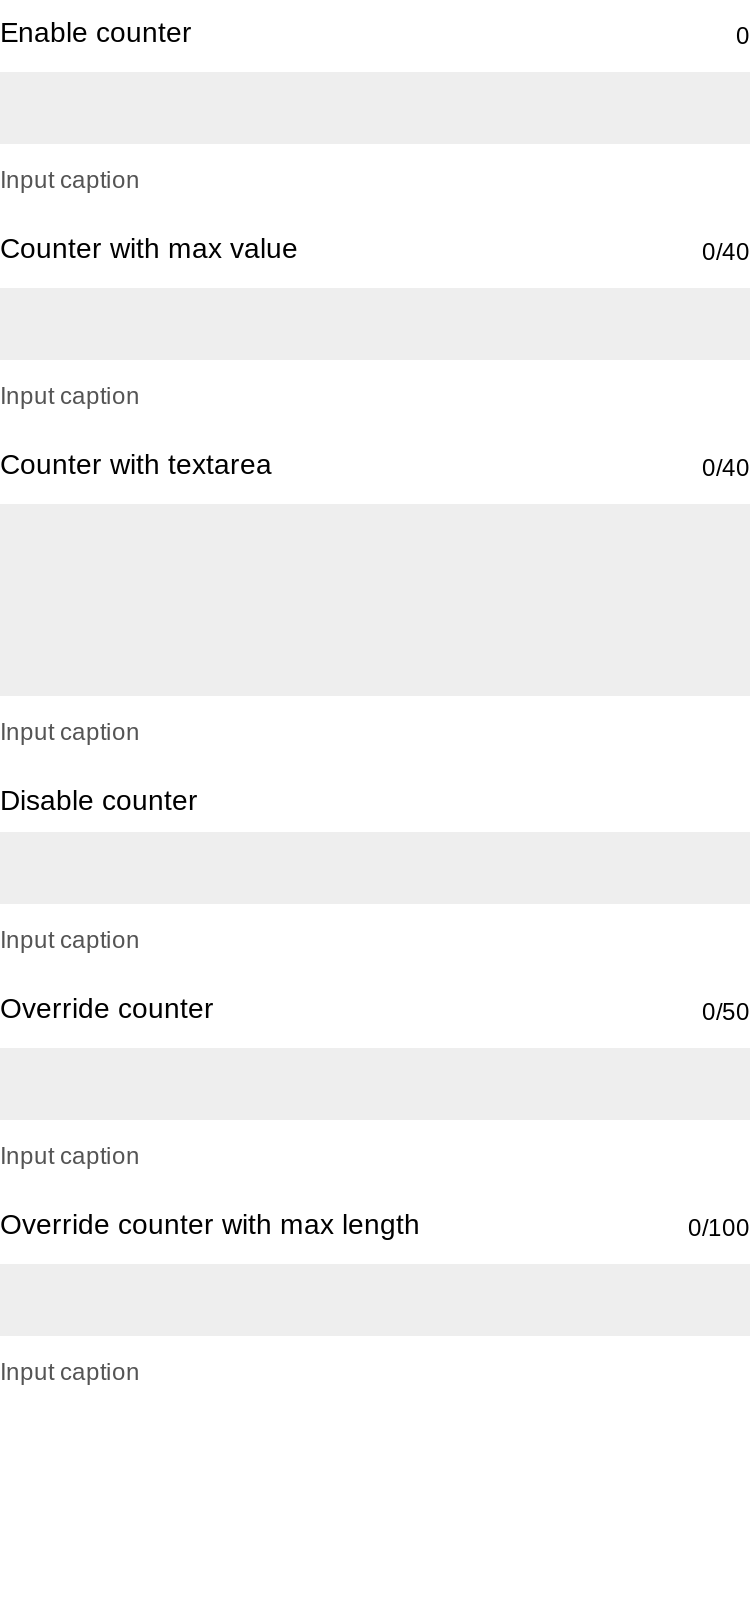 Enable counter 0
Input caption
Counter with max value 0/40
Input caption
Counter with textarea 0/40
Input caption
Disable counter
Input caption
Override counter 0/50
Input caption
Override counter with max length 0/100
Input caption